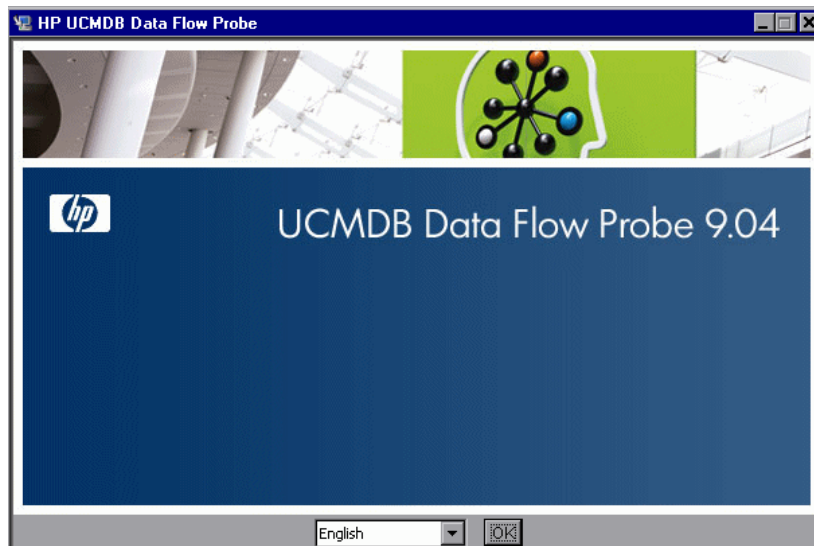 HP UCMDB Data Flow Probe
hp
UCMDB Data Flow Probe 9.04
English
OK